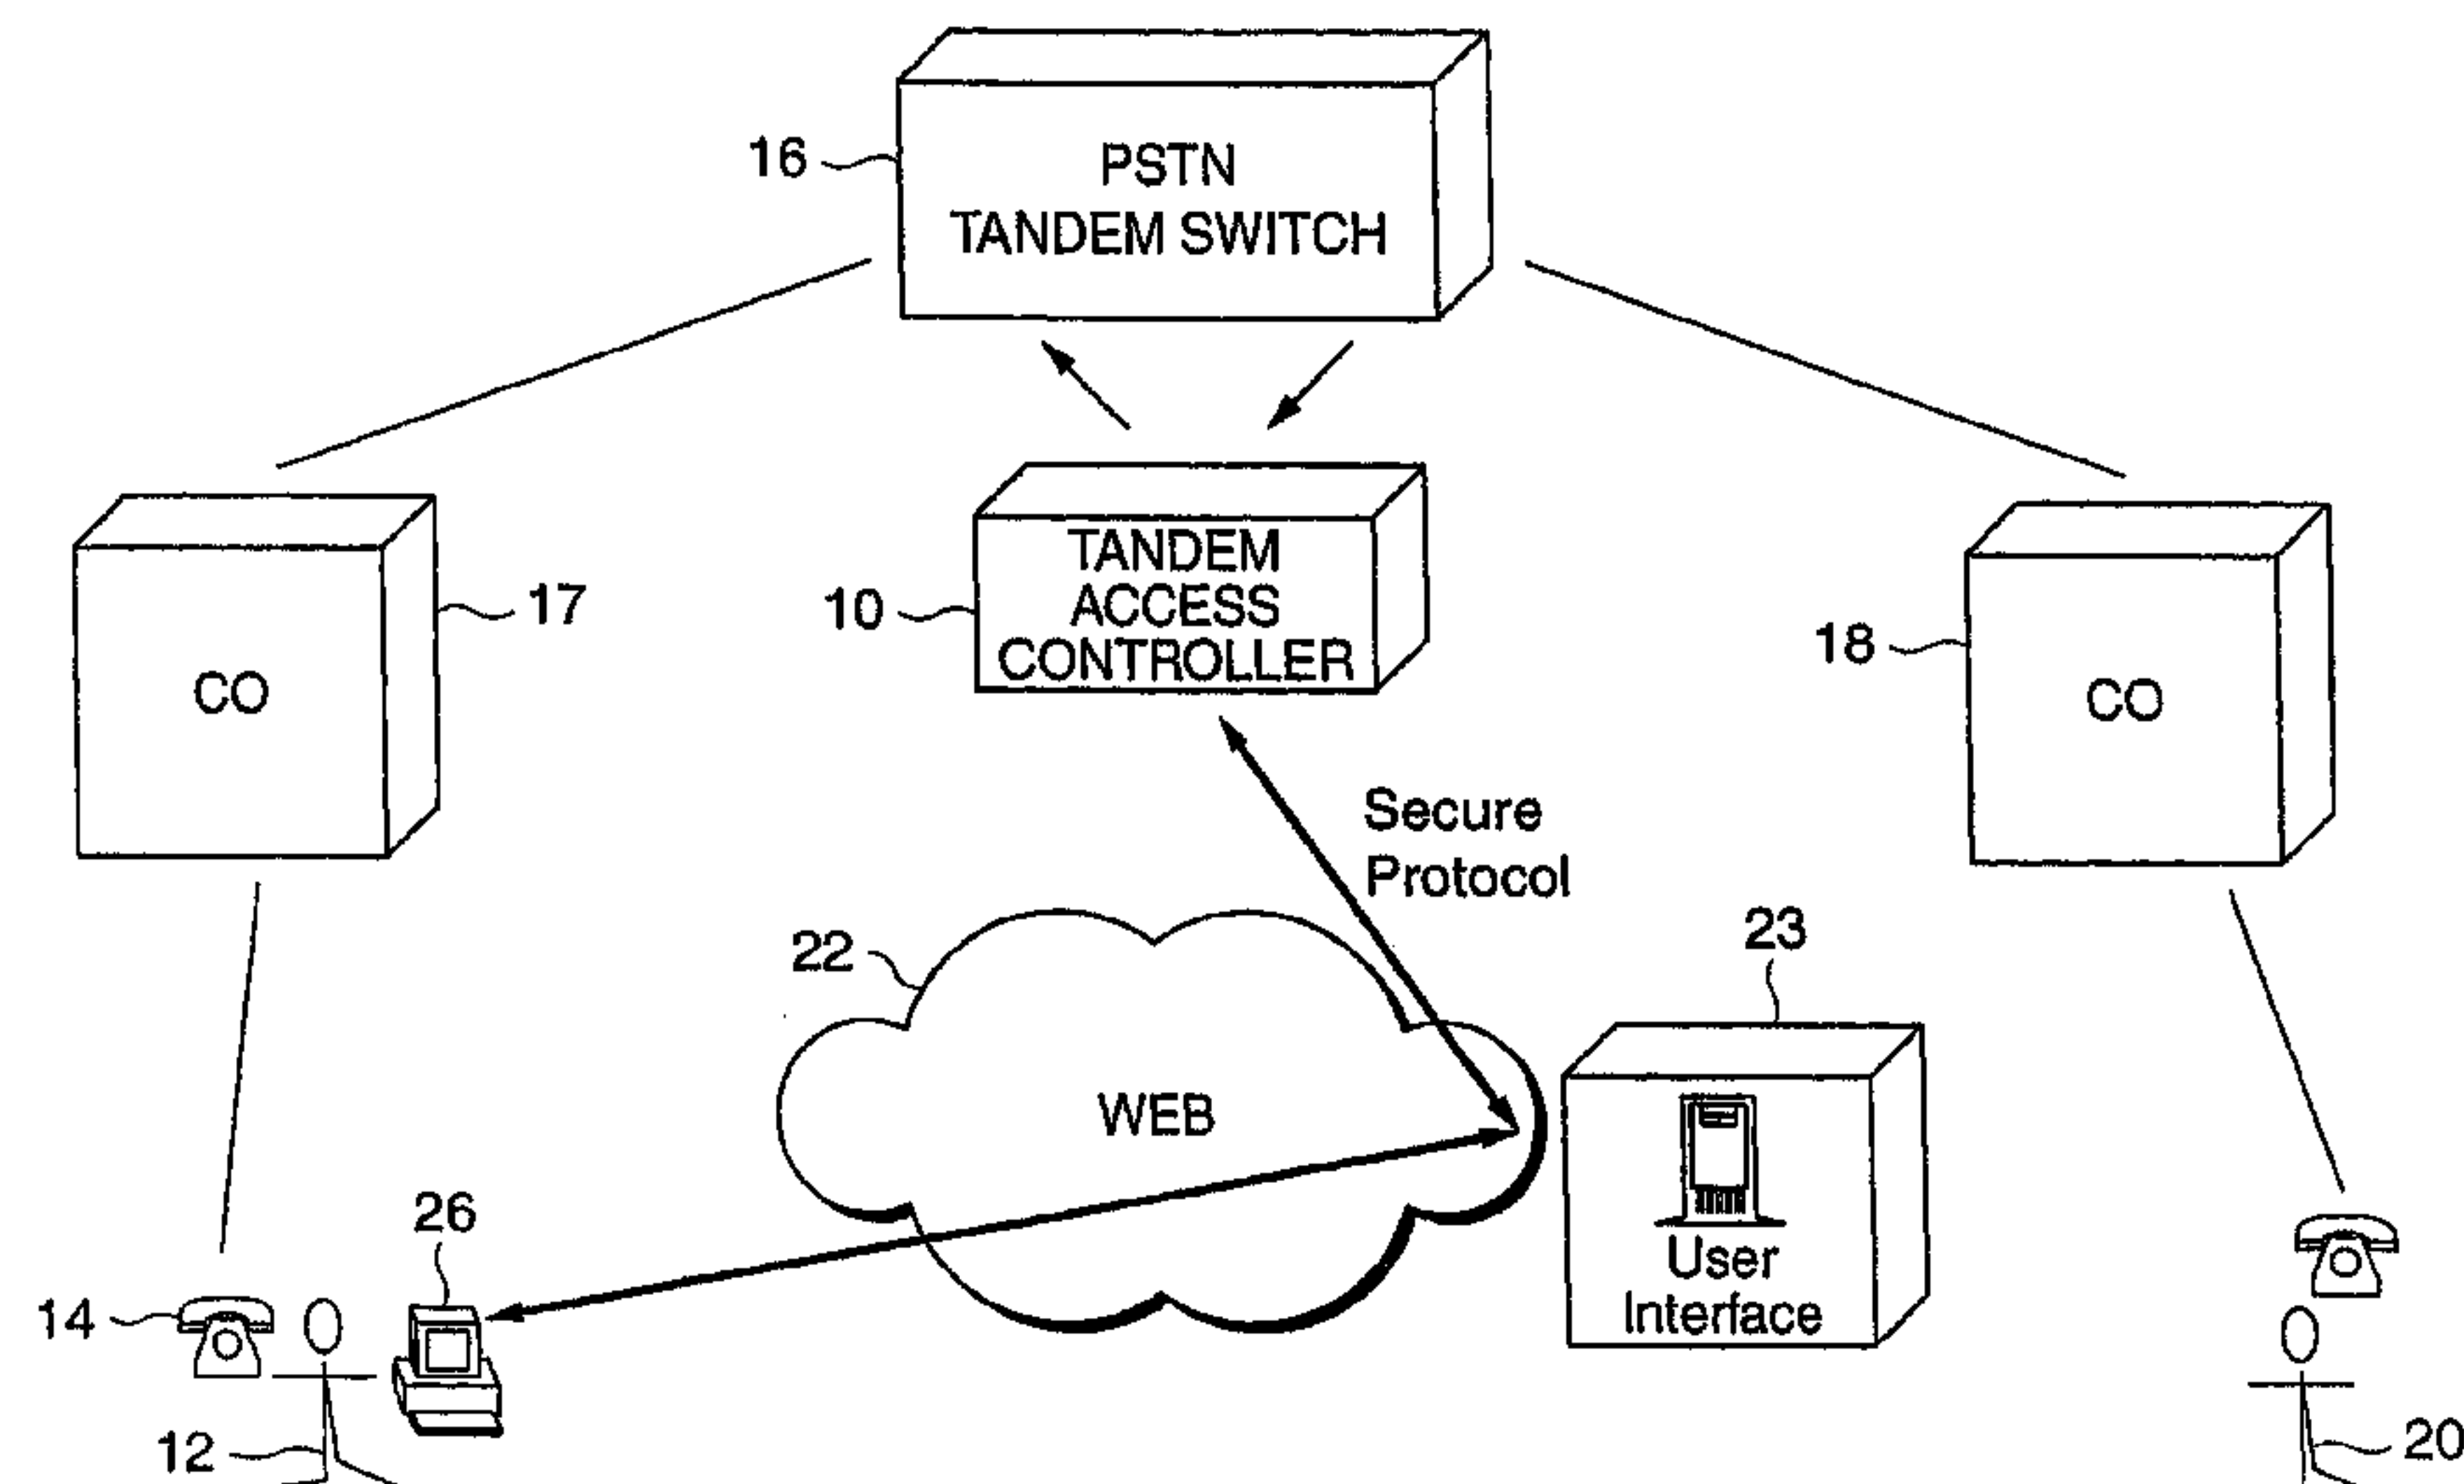 16
PSTN
TANDEM SWITCH
17
10
TANDEM
ACCESS
CONTROLLER
18
CO
CO
Secure
Protocol
22
23
WEB
26
User
Interface
14
12
20